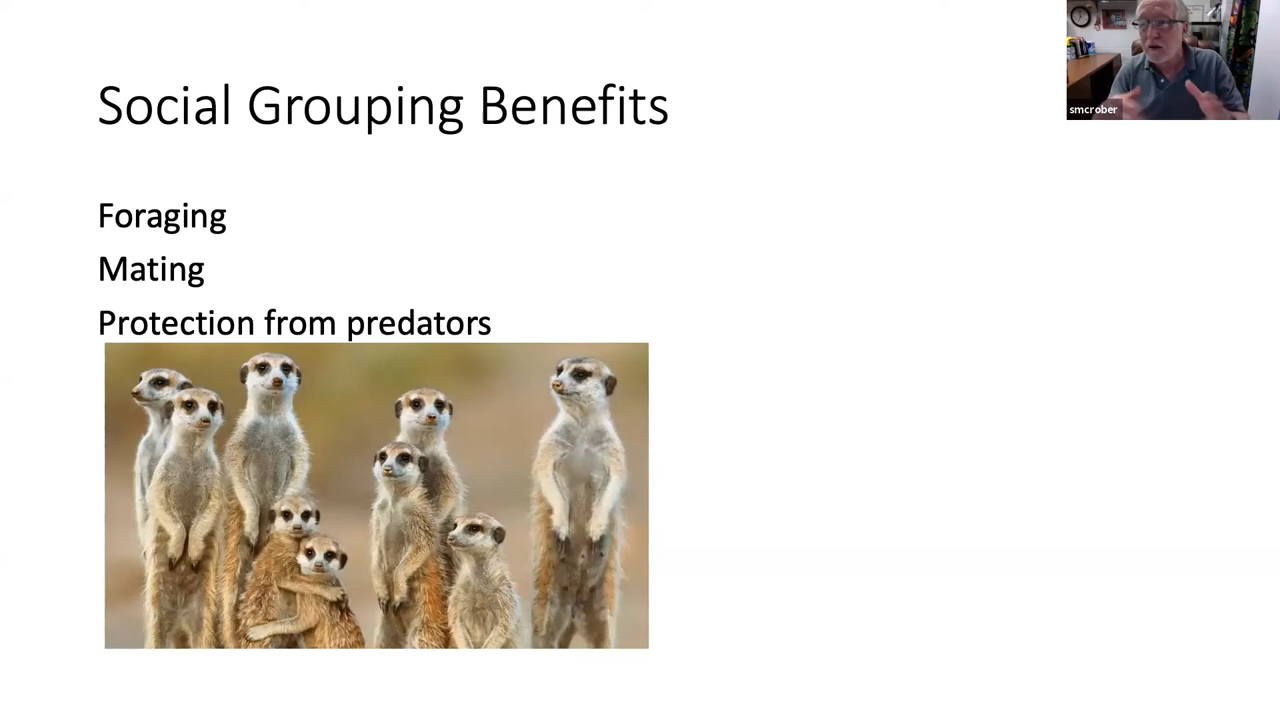 Social Grouping Benefits
smcrober
Foraging
Mating
Protection from predators